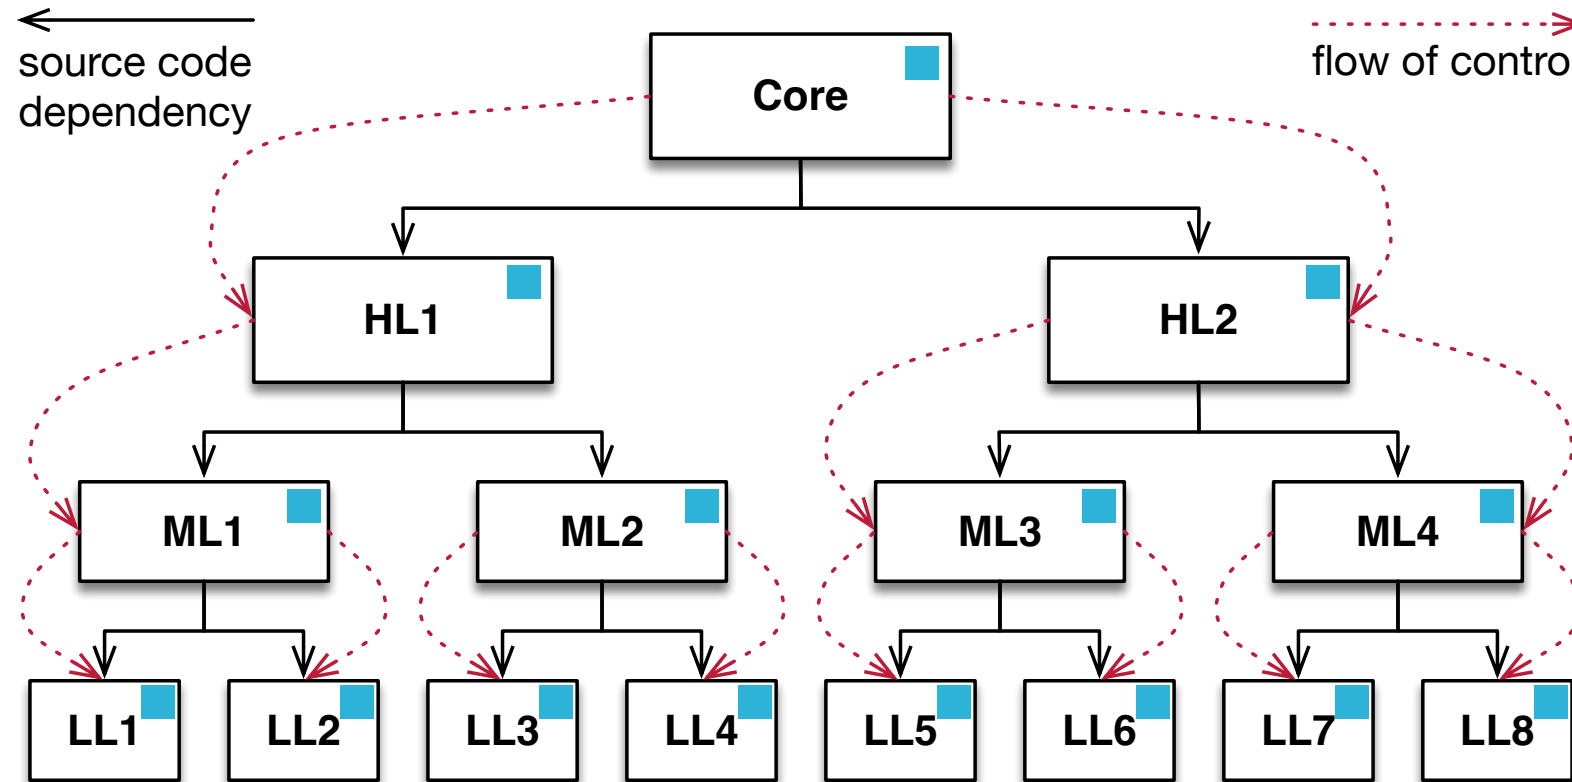 source code
dependency
flow of contro
Core
HL1
HL2
ML1
ML2
ML3
ML4
LL1
LL2
LL3
LL4
LL5
LL6
LL7
LL8